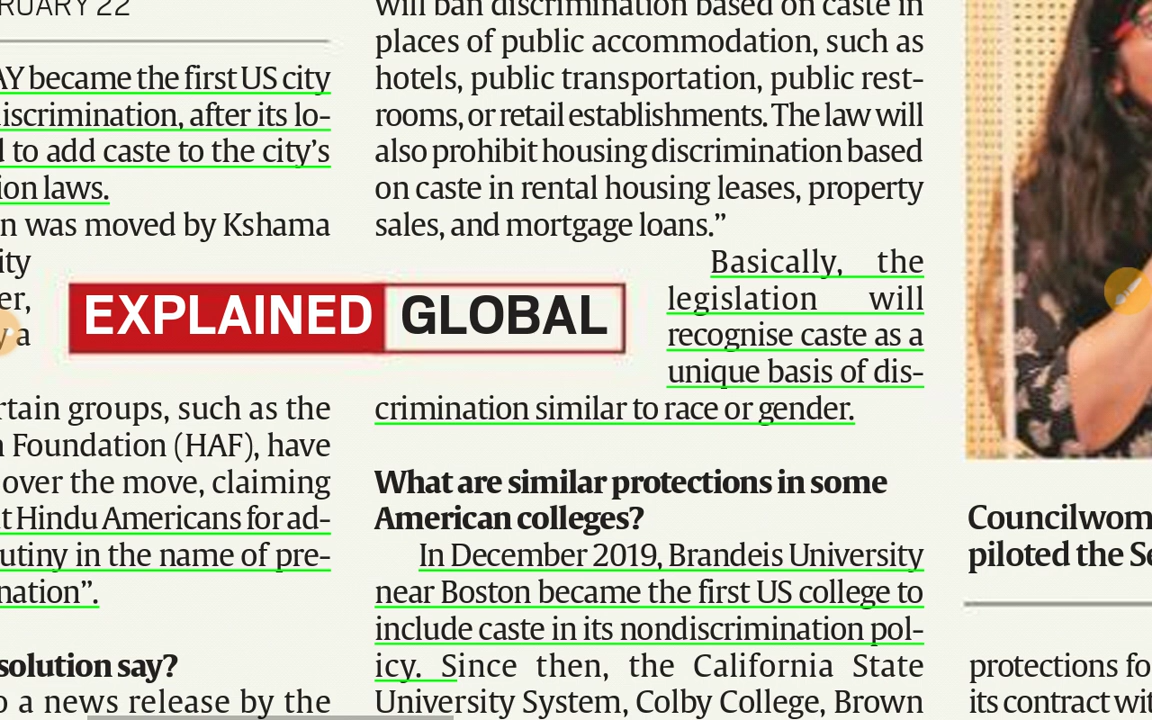 RUARY 22
AY became the first US city
iscrimination, after its lo-
d to add caste to the city's
ion laws.
n was moved by Kshama
ity
er,
y a
EXPLAINED GLOBAL
rtain groups, such as the
n Foundation (HAF), have
over the move, claiming
t Hindu Americans for ad-
utiny in the name of pre-
nation".
solution say?
o a news release by the
will ban discrimination based on caste in
places of public accommodation, such as
hotels, public transportation, public rest-
rooms, or retail establishments. The law will
also prohibit housing discrimination based
on caste in rental housing leases, property
sales, and mortgage loans."
Basically, the
legislation will
recognise caste as a
unique basis of dis-
crimination similar to race or gender.
What are similar protections in some
American colleges?
In December 2019, Brandeis University
near Boston became the first US college to
include caste in its nondiscrimination pol-
icy. Since then, the California State
University System, Colby College, Brown
Councilwom
piloted the Se
protections fo
its contract wit